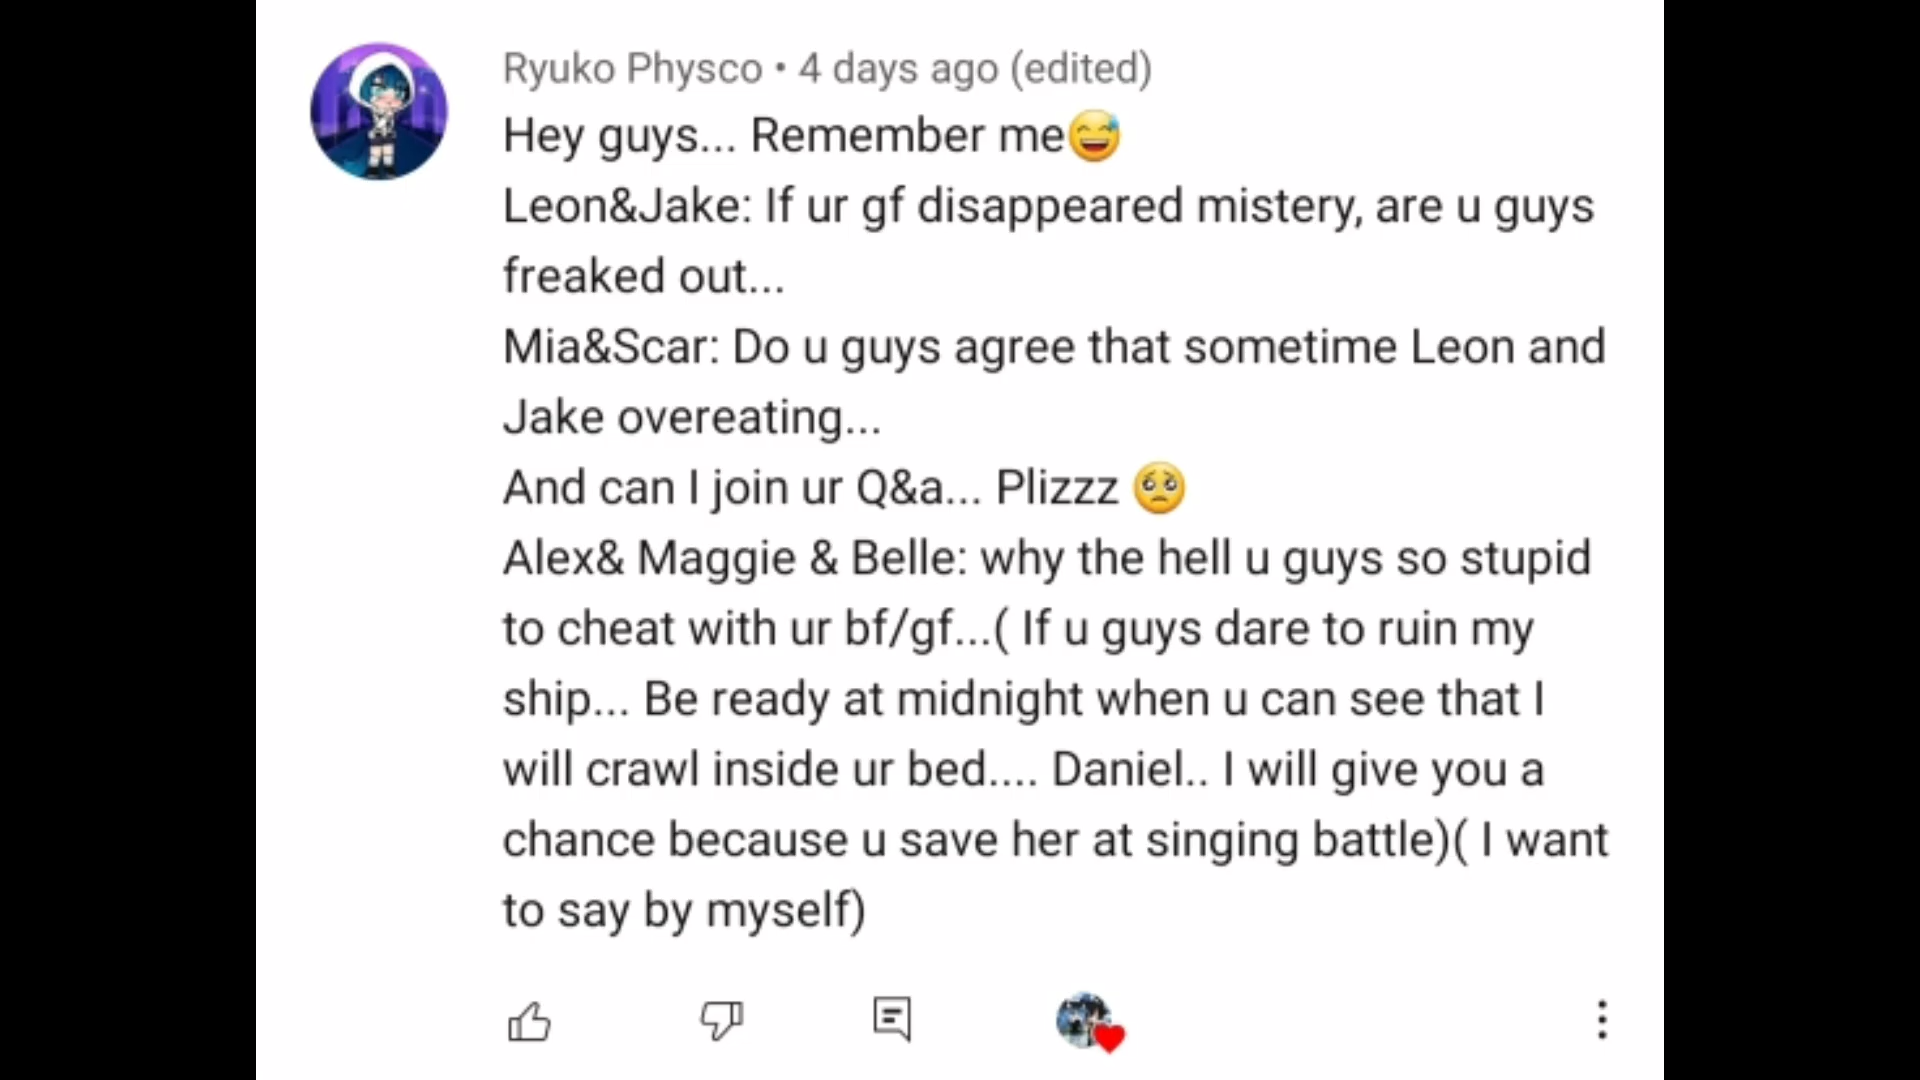 Ryuko Physco • 4 days ago (edited)
Hey guys... Remember me😅
Leon&Jake: If ur gf disappeared mistery, are u guys
freaked out...
Mia&Scar: Do u guys agree that sometime Leon and
Jake overeating...
And can I join ur Q&a... Plizzz 🥺
Alex& Maggie & Belle: why the hell u guys so stupid
to cheat with ur bf/gf...( If u guys dare to ruin my
ship... Be ready at midnight when u can see that I
will crawl inside ur bed.... Daniel.. I will give you a
chance because u save her at singing battle)( I want
to say by myself)